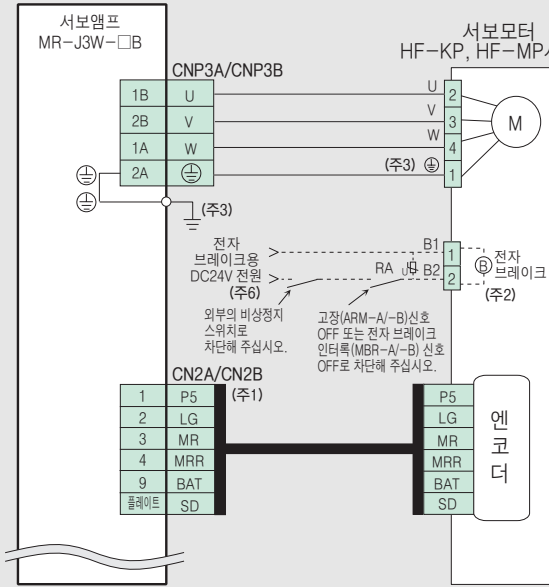 서보앰프
MR-J3W-□B
서보모터
HF-KP, HF-MP
CNP3A/CNP3B
1B U
2B V
1A W
2A
U 2
V 3
W 4
(주3) 1
M
(주3)
전자
브레이크용
DC24V 전원
(주6)
B1 1
RA U B2 2
B 전자
브레이크
(주2)
외부의 비상정지
스위치로
차단해 주십시오.
고장(ARM-A/-B)신호
OFF 또는 전자 브레이크
인터록(MBR-A/-B) 신호
OFF로 차단해 주십시오.
CN2A/CN2B
(주1)
1 P5
2 LG
3 MR
4 MRR
9 BAT
플레이트 SD
P5
LG
MR
MRR
BAT
SD
엔코더